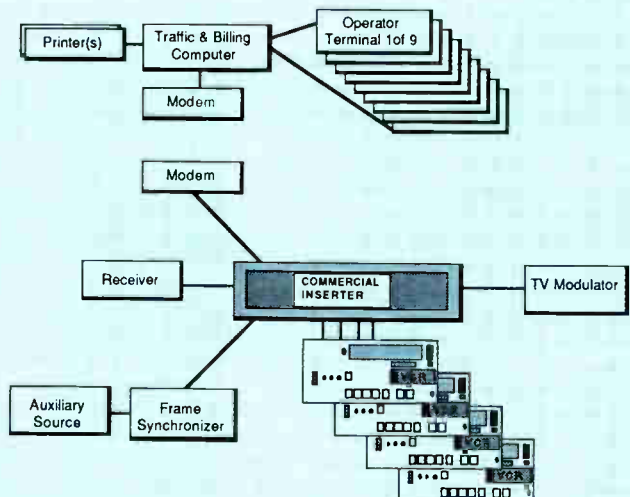 Printer(s)
Traffic & Billing
Computer
Operator
Terminal 1of 9
Modem
Modem
Receiver
COMMERCIAL
INSERTER
TV Modulator
Auxiliary
Source
Frame
Synchronizer
VCR
VCR
VCR
VCR